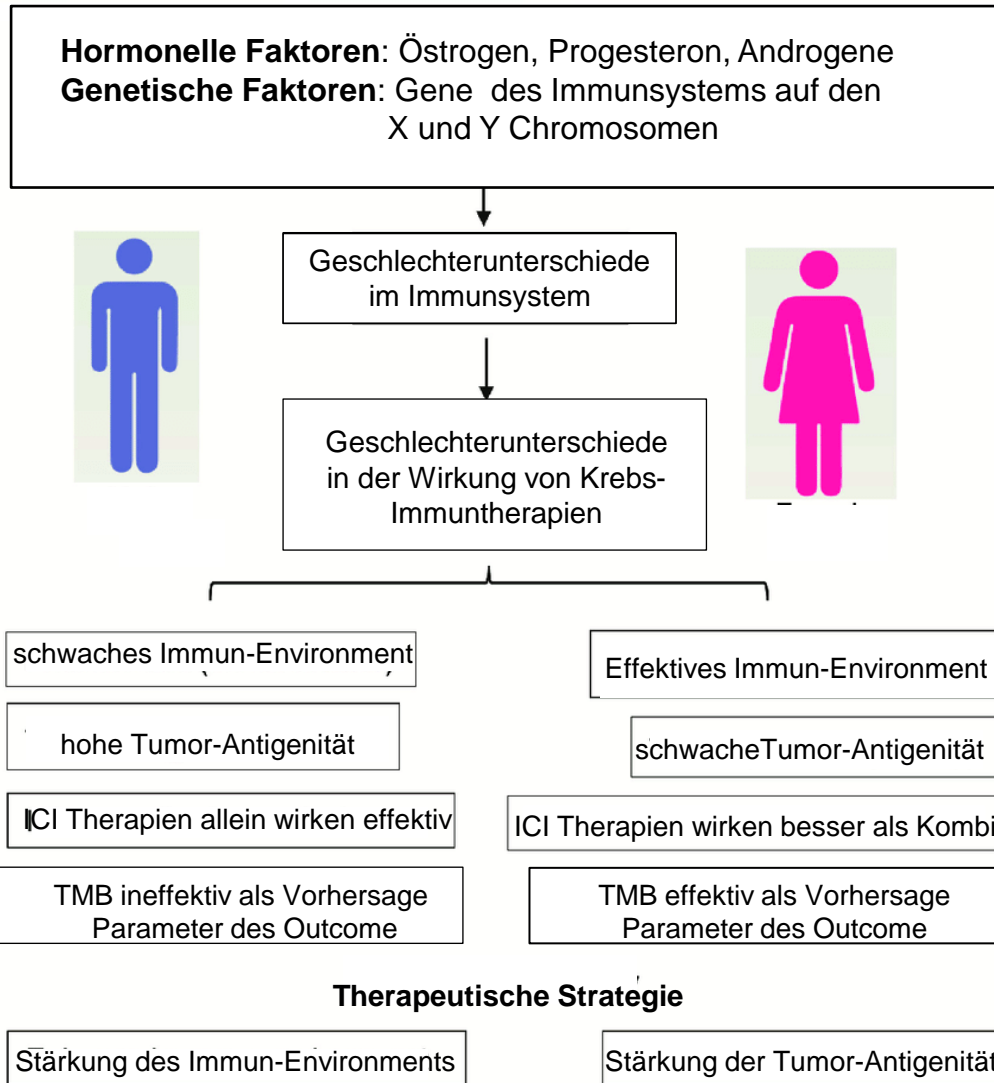 Hormonelle Faktoren: Östrogen, Progesteron, Androgene
Genetische Faktoren: Gene des Immunsystems auf den
X und Y Chromosomen
Geschlechterunterschiede
im Immunsystem
Geschlechterunterschiede
in der Wirkung von Krebs-
Immuntherapien
schwaches Immun-Environment
Effektives Immun-Environment
hohe Tumor-Antigenität
schwacheTumor-Antigenität
ICI Therapien allein wirken effektiv
ICI Therapien wirken besser als Kombi
TMB ineffektiv als Vorhersage
Parameter des Outcome
TMB effektiv als Vorhersage
Parameter des Outcome
Therapeutische Strategie
Stärkung des Immun-Environments
Stärkung der Tumor-Antigenität